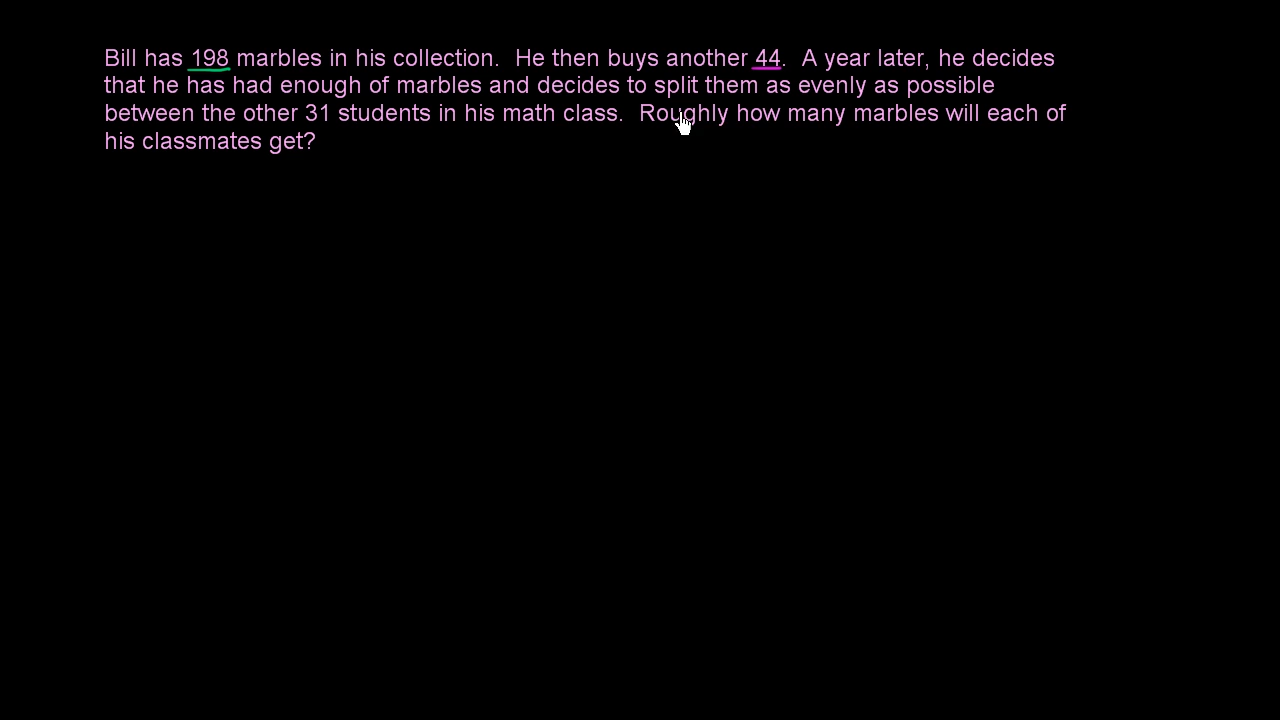 Bill has 198 marbles in his collection.  He then buys another 44.  A year later, he decides
that he has had enough of marbles and decides to split them as evenly as possible
between the other 31 students in his math class.  Roughly how many marbles will each of
his classmates get?